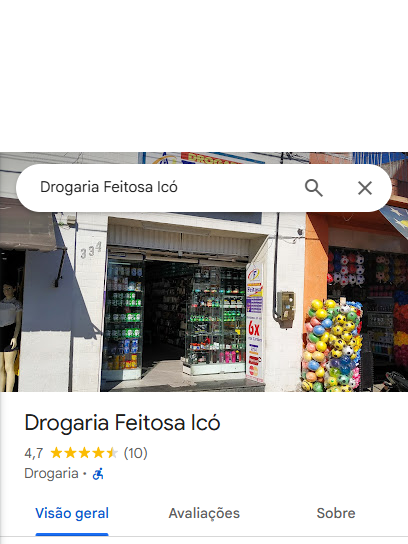 Drogaria Feitosa Icó
334
6x
Drogaria Feitosa Icó
4,7 (10)
Drogaria ·
Visão geral Avaliações Sobre